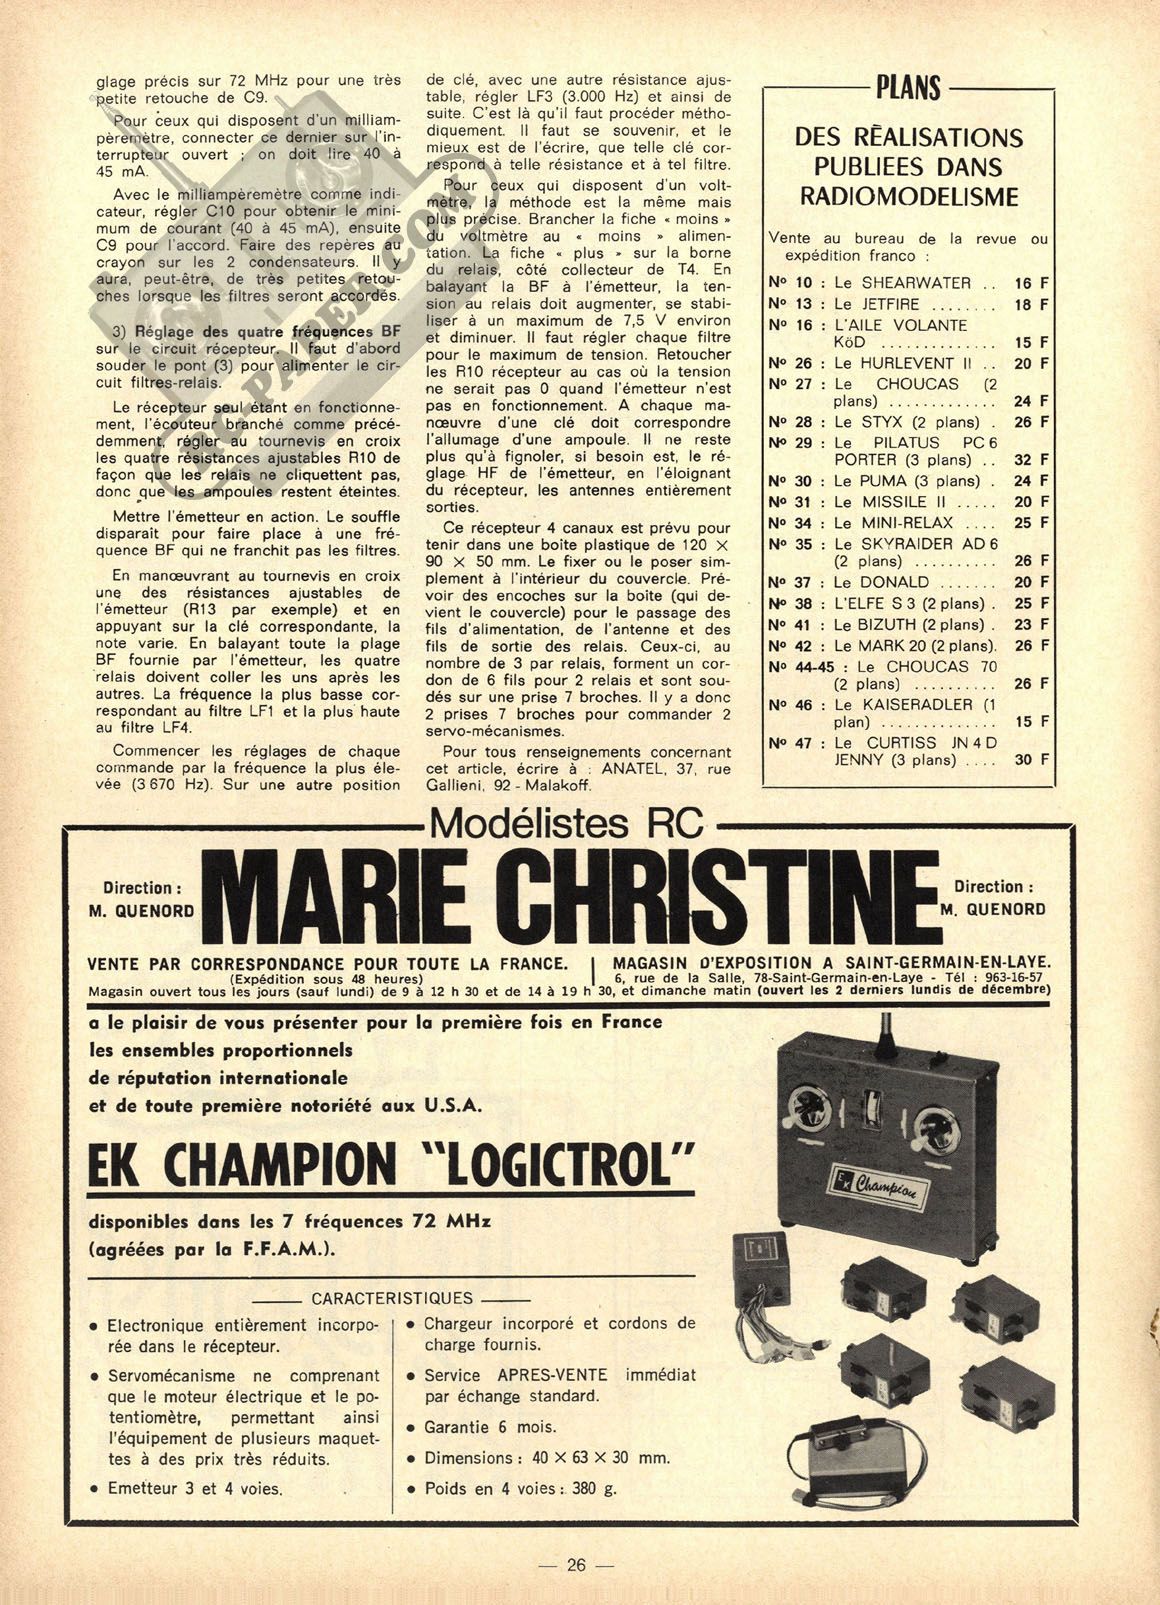 glage précis sur 72 MHz pour une très
petite retouche de C9.
Pour ceux qui disposent d'un milliam-
pèremètre, connecter ce dernier sur l'in-
terrupteur ouvert ; on doit lire 40 à
45 mA.
Avec le milliampèremètre comme indi-
cateur, régler C10 pour obtenir le mini-
mum de courant (40 à 45 mA), ensuite
C9 pour l'accord. Faire des repères au
crayon sur les 2 condensateurs. Il y
aura, peut-être, de très petites retou-
ches lorsque les filtres seront accordés.
3) Réglage des quatre fréquences BF
sur le circuit récepteur. Il faut d'abord
souder le pont (3) pour alimenter le cir-
cuit filtres-relais.
Le récepteur seul étant en fonctionne-
ment, l'écouteur branché comme précé-
demment, régler au tournevis en croix
les quatre résistances ajustables R10 de
façon que les relais ne cliquettent pas,
donc que les ampoules restent éteintes.
Mettre l'émetteur en action. Le souffle
disparaît pour faire place à une fré-
quence BF qui ne franchit pas les filtres.
En manœuvrant au tournevis en croix
une des résistances ajustables de
l'émetteur (R13 par exemple) et en
appuyant sur la clé correspondante, la
note varie. En balayant toute la plage
BF fournie par l'émetteur, les quatre
relais doivent coller les uns après les
autres. La fréquence la plus basse cor-
respondant au filtre LF1 et la plus haute
au filtre LF4.
Commencer les réglages de chaque
commande par la fréquence la plus éle-
vée (3 670 Hz). Sur une autre position
de clé, avec une autre résistance ajus-
table, régler LF3 (3.000 Hz) et ainsi de
suite. C'est là qu'il faut procéder métho-
diquement. Il faut se souvenir, et le
mieux est de l'écrire, que telle clé cor-
respond à telle résistance et à tel filtre.
Pour ceux qui disposent d'un volt-
mètre, la méthode est la même mais
plus précise. Brancher la fiche « moins »
du voltmètre au « moins » alimen-
tation. La fiche « plus » sur la borne
du relais, côté collecteur de T4. En
balayant la BF à l'émetteur, la ten-
sion au relais doit augmenter, se stabi-
liser à un maximum de 7,5 V environ
et diminuer. Il faut régler chaque filtre
pour le maximum de tension. Retoucher
les R10 récepteur au cas où la tension
ne serait pas 0 quand l'émetteur n'est
pas en fonctionnement. A chaque ma-
nœuvre d'une clé doit correspondre
l'allumage d'une ampoule. Il ne reste
plus qu'à fignoler, si besoin est, le ré-
glage HF de l'émetteur, en l'éloignant
du récepteur, les antennes entièrement
sorties.
Ce récepteur 4 canaux est prévu pour
tenir dans une boîte plastique de 120 ×
90 × 50 mm. Le fixer ou le poser sim-
plement à l'intérieur du couvercle. Pré-
voir des encoches sur la boîte (qui de-
vient le couvercle) pour le passage des
fils d'alimentation, de l'antenne et des
fils de sortie des relais. Ceux-ci, au
nombre de 3 par relais, forment un cor-
don de 6 fils pour 2 relais et sont sou-
dés sur une prise 7 broches. Il y a donc
2 prises 7 broches pour commander 2
servo-mécanismes.
Pour tous renseignements concernant
cet article, écrire à : ANATEL, 37, rue
Gallieni, 92 - Malakoff.
PLANS
DES RÉALISATIONS
PUBLIEES DANS
RADIOMODELISME
Vente au bureau de la revue ou
expédition franco :
N° 10 : Le SHEARWATER .. 16 F
N° 13 : Le JETFIRE ........ 18 F
N° 16 : L'AILE VOLANTE
KöD .............. 15 F
N° 26 : Le HURLEVENT II .. 20 F
N° 27 : Le CHOUCAS (2
plans) ............. 24 F
N° 28 : Le STYX (2 plans) . 26 F
N° 29 : Le PILATUS PC 6
PORTER (3 plans) .. 32 F
N° 30 : Le PUMA (3 plans) . 24 F
N° 31 : Le MISSILE II ..... 20 F
N° 34 : Le MINI-RELAX .... 25 F
N° 35 : Le SKYRAIDER AD 6
(2 plans) .......... 26 F
N° 37 : Le DONALD ....... 20 F
N° 38 : L'ELFE S 3 (2 plans) . 25 F
N° 41 : Le BIZUTH (2 plans) . 23 F
N° 42 : Le MARK 20 (2 plans). 26 F
N° 44-45 : Le CHOUCAS 70
(2 plans) .......... 26 F
N° 46 : Le KAISERADLER (1
plan) .............. 15 F
N° 47 : Le CURTISS JN 4 D
JENNY (3 plans) .... 30 F
RC-PAPIER.COM
Modélistes RC
Direction :
M. QUENORD
MARIE CHRISTINE
Direction :
M. QUENORD
VENTE PAR CORRESPONDANCE POUR TOUTE LA FRANCE.
(Expédition sous 48 heures)
MAGASIN D'EXPOSITION A SAINT-GERMAIN-EN-LAYE.
6, rue de la Salle, 78-Saint-Germain-en-Laye - Tél : 963-16-57
Magasin ouvert tous les jours (sauf lundi) de 9 à 12 h 30 et de 14 à 19 h 30, et dimanche matin (ouvert les 2 derniers lundis de décembre)
a le plaisir de vous présenter pour la première fois en France
les ensembles proportionnels
de réputation internationale
et de toute première notoriété aux U.S.A.
EK CHAMPION "LOGICTROL"
disponibles dans les 7 fréquences 72 MHz
(agréées par la F.F.A.M.).
EK Champion
CARACTERISTIQUES
• Electronique entièrement incorpo-
rée dans le récepteur.
• Servomécanisme ne comprenant
que le moteur électrique et le po-
tentiomètre, permettant ainsi
l'équipement de plusieurs maquet-
tes à des prix très réduits.
• Emetteur 3 et 4 voies.
• Chargeur incorporé et cordons de
charge fournis.
• Service APRES-VENTE immédiat
par échange standard.
• Garantie 6 mois.
• Dimensions : 40 × 63 × 30 mm.
• Poids en 4 voies : 380 g.
— 26 —